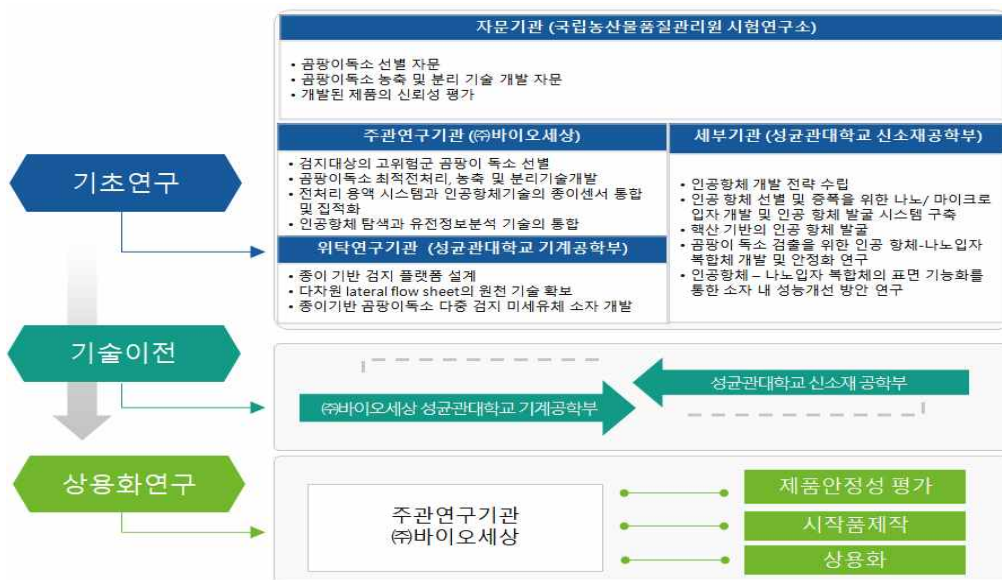 자문기관 (국립농산물품질관리원 시험연구소)
• 곰팡이독소 선별 자문
• 곰팡이독소 농축 및 분리 기술 개발 자문
• 개발된 제품의 신뢰성 평가
기초연구
주관연구기관 (㈜바이오세상)
• 검지대상의 고위험군 곰팡이 독소 선별
• 곰팡이독소 최적전처리, 농축 및 분리기술개발
• 전처리 용액 시스템과 인공항체기술의 종이센서 통합
및 집적화
• 인공항체 탐색과 유전정보분석 기술의 통합
위탁연구기관 (성균관대학교 기계공학부)
• 종이 기반 검지 플랫폼 설계
• 다차원 lateral flow sheet의 원천 기술 확보
• 종이기반 곰팡이독소 다중 검지 미세유체 소자 개발
세부기관 (성균관대학교 신소재공학부)
• 인공항체 개발 전략 수립
• 인공 항체 선별 및 증폭을 위한 나노/ 마이크로
입자 개발 및 인공 항체 발굴 시스템 구축
• 핵산 기반의 인공 항체 발굴
• 곰팡이 독소 검출을 위한 인공 항체-나노입자
복합체 개발 및 안정화 연구
• 인공항체 – 나노입자 복합체의 표면 기능화를
통한 소자 내 성능개선 방안 연구
기술이전
㈜바이오세상 성균관대학교 기계공학부
성균관대학교 신소재 공학부
상용화연구
주관연구기관
㈜바이오세상
제품안정성 평가
시작품제작
상용화